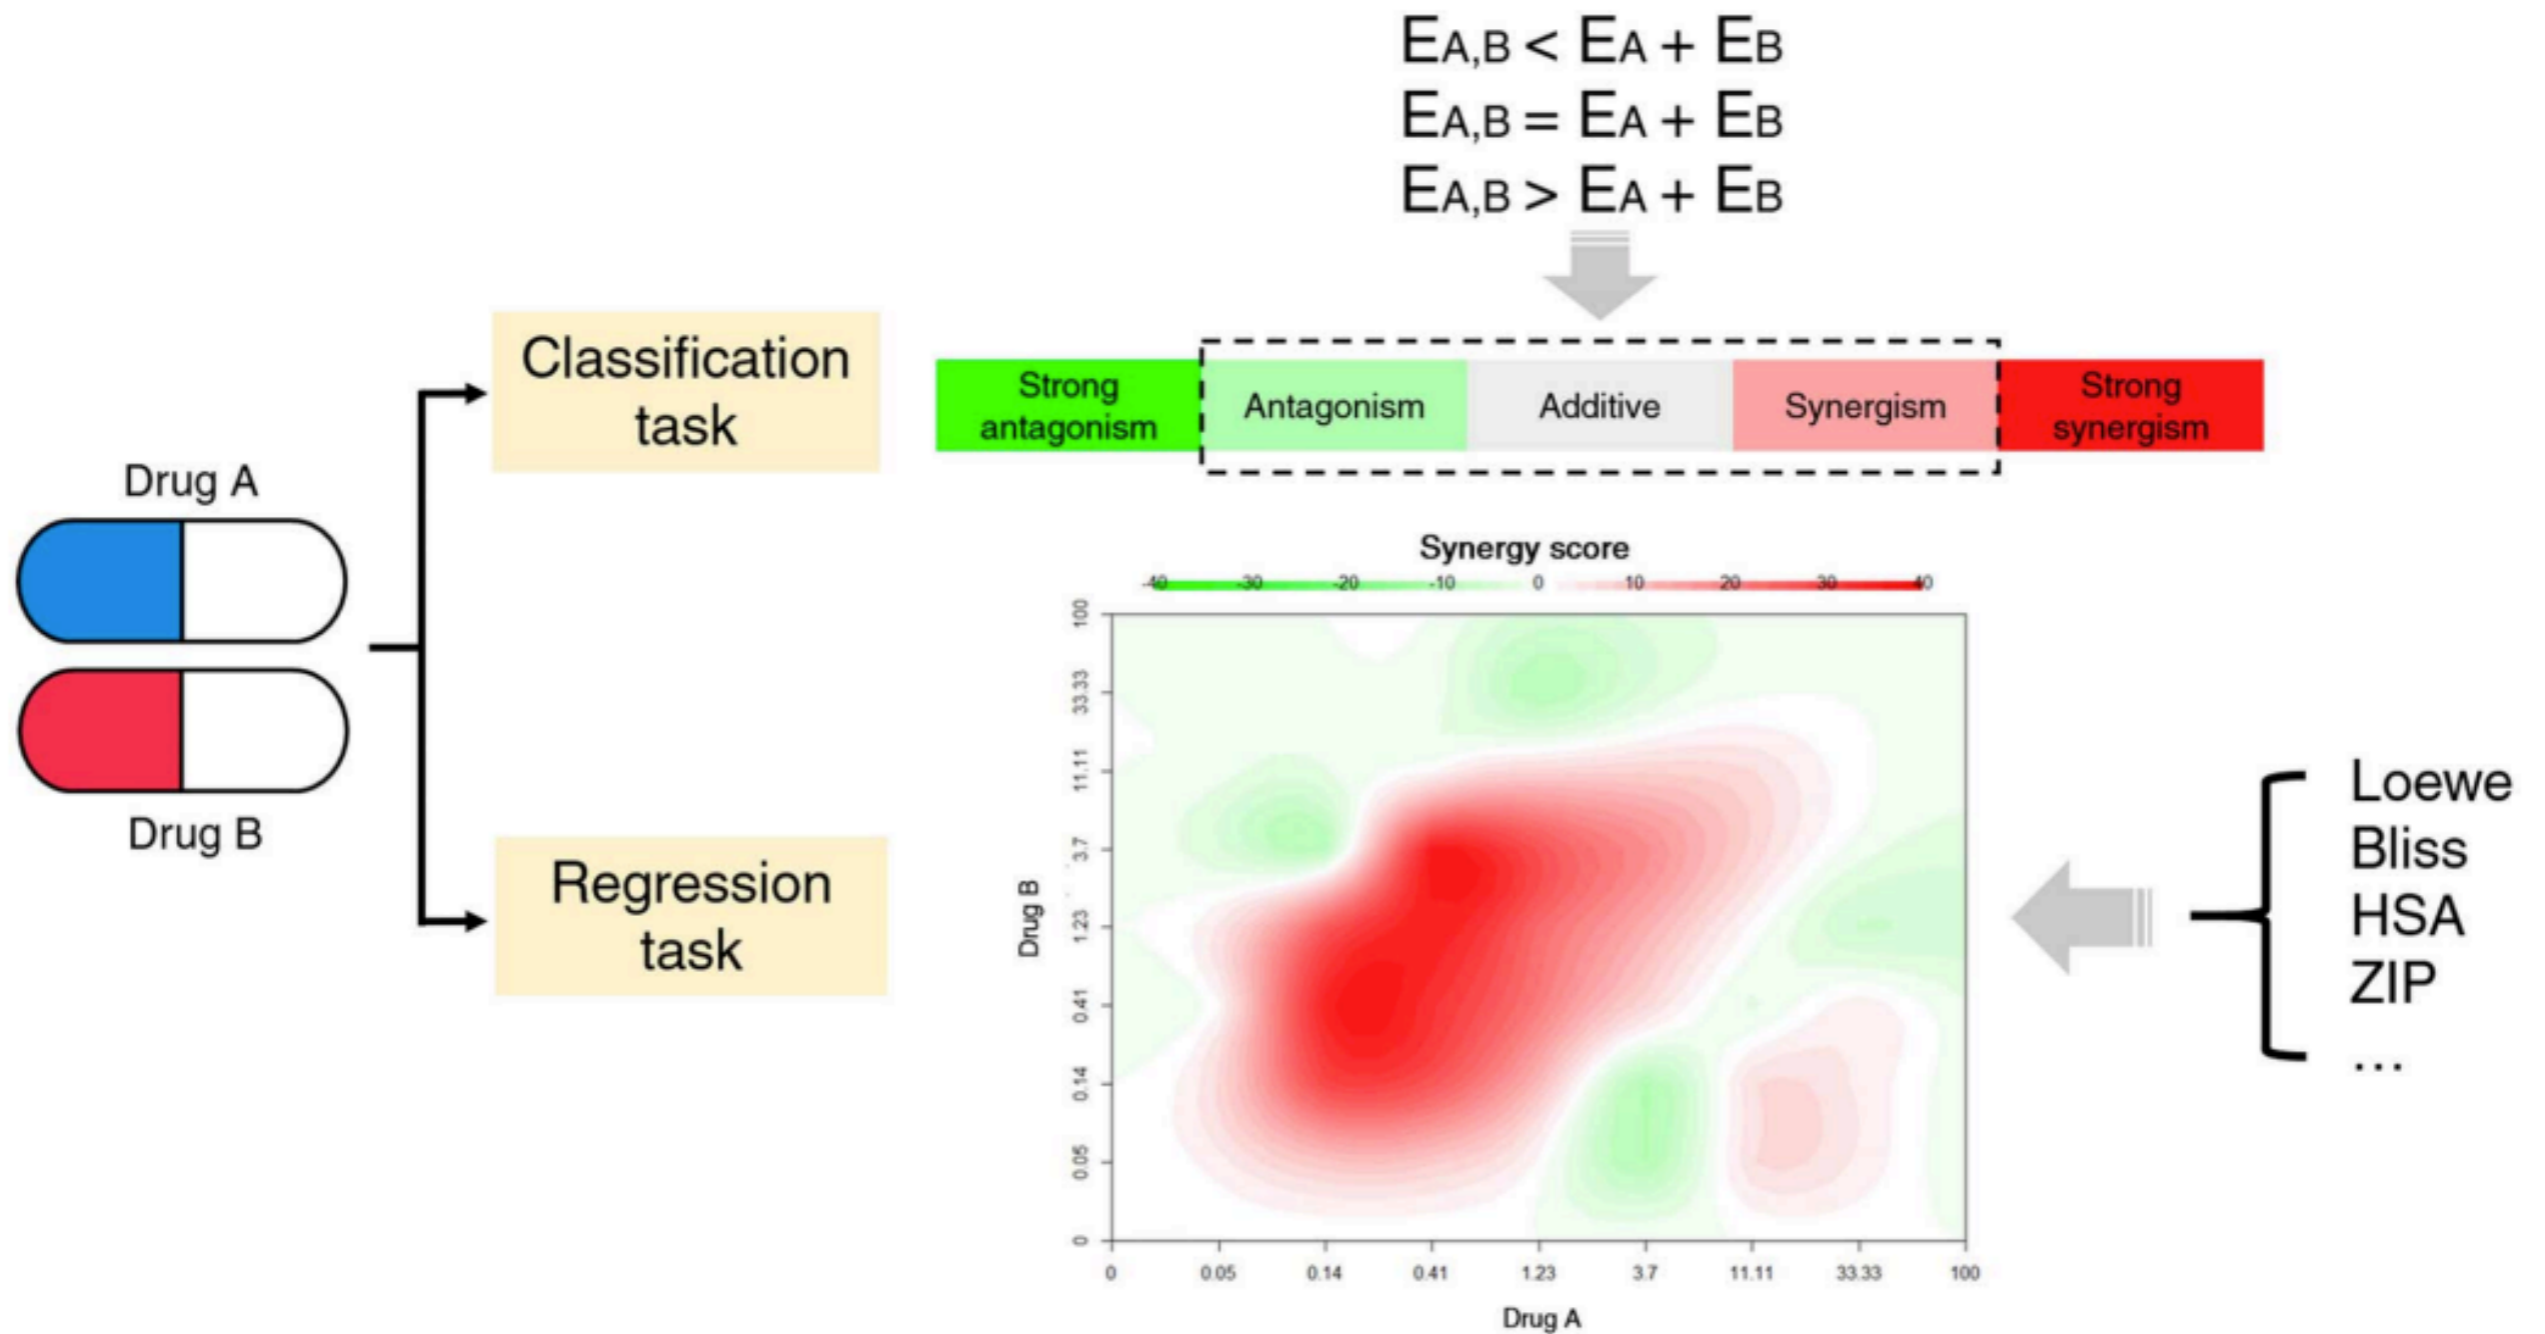 EA,B < EA + EB
EA,B = EA + EB
EA,B > EA + EB
Classification
task
Strong
antagonism
Antagonism
Additive
Synergism
Strong
synergism
Drug A
Drug B
Regression
task
Synergy score
-40 -30 -20 -10 0 10 20 30 40
100
33.33
11.11
3.7
1.23
0.41
0.14
0.05
0
Drug B
0 0.05 0.14 0.41 1.23 3.7 11.11 33.33 100
Drug A
Loewe
Bliss
HSA
ZIP
...